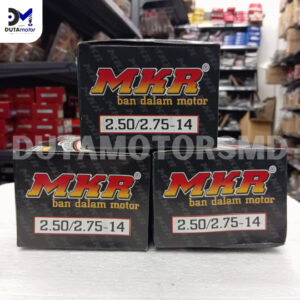 DM
DUTAmotor
MKR®
ban dalam motor
2.50/2.75-14
DUTAMOTORSMD
MKR®
ban dalam motor
2.50/2.75-14
MKR®
ban dalam motor
2.50/2.75-14